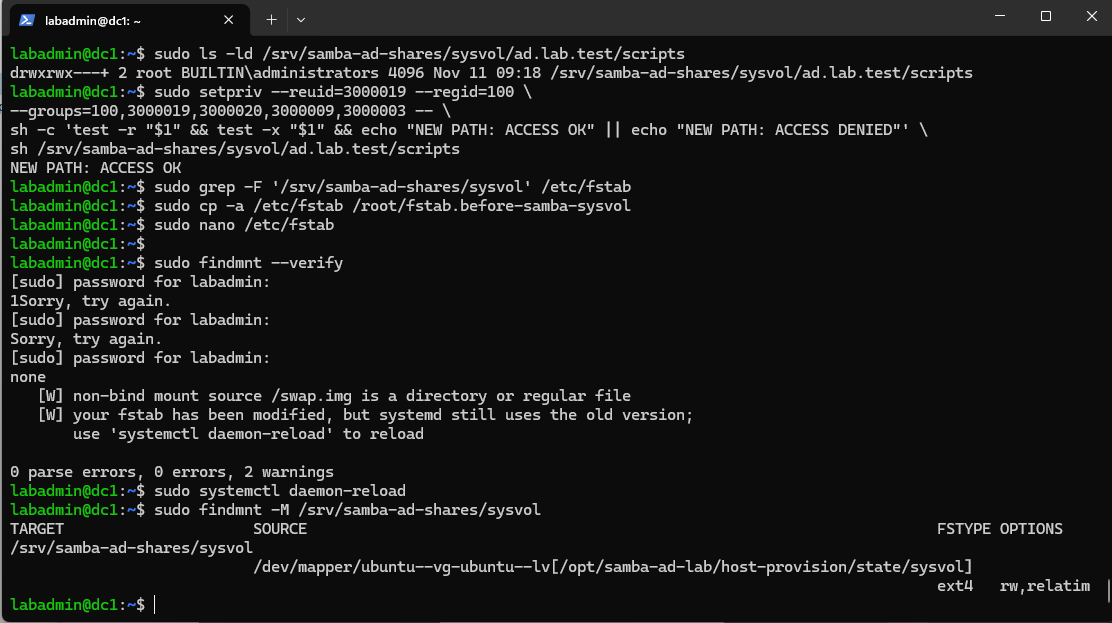 labadmin@dc1: ~
labadmin@dc1:~$ sudo ls -ld /srv/samba-ad-shares/sysvol/ad.lab.test/scripts
drwxrwx---+ 2 root BUILTIN\administrators 4096 Nov 11 09:18 /srv/samba-ad-shares/sysvol/ad.lab.test/scripts
labadmin@dc1:~$ sudo setpriv --reuid=3000019 --regid=100 \
--groups=100,3000019,3000020,3000009,3000003 -- \
sh -c 'test -r "$1" && test -x "$1" && echo "NEW PATH: ACCESS OK" || echo "NEW PATH: ACCESS DENIED"' \
sh /srv/samba-ad-shares/sysvol/ad.lab.test/scripts
NEW PATH: ACCESS OK
labadmin@dc1:~$ sudo grep -F '/srv/samba-ad-shares/sysvol' /etc/fstab
labadmin@dc1:~$ sudo cp -a /etc/fstab /root/fstab.before-samba-sysvol
labadmin@dc1:~$ sudo nano /etc/fstab
labadmin@dc1:~$
labadmin@dc1:~$ sudo findmnt --verify
[sudo] password for labadmin:
1Sorry, try again.
[sudo] password for labadmin:
Sorry, try again.
[sudo] password for labadmin:
none
   [W] non-bind mount source /swap.img is a directory or regular file
   [W] your fstab has been modified, but systemd still uses the old version;
       use 'systemctl daemon-reload' to reload
0 parse errors, 0 errors, 2 warnings
labadmin@dc1:~$ sudo systemctl daemon-reload
labadmin@dc1:~$ sudo findmnt -M /srv/samba-ad-shares/sysvol
TARGET                     SOURCE                                                                      FSTYPE OPTIONS
/srv/samba-ad-shares/sysvol
                           /dev/mapper/ubuntu--vg-ubuntu--lv[/opt/samba-ad-lab/host-provision/state/sysvol]
                                                                                                       ext4   rw,relatim
labadmin@dc1:~$